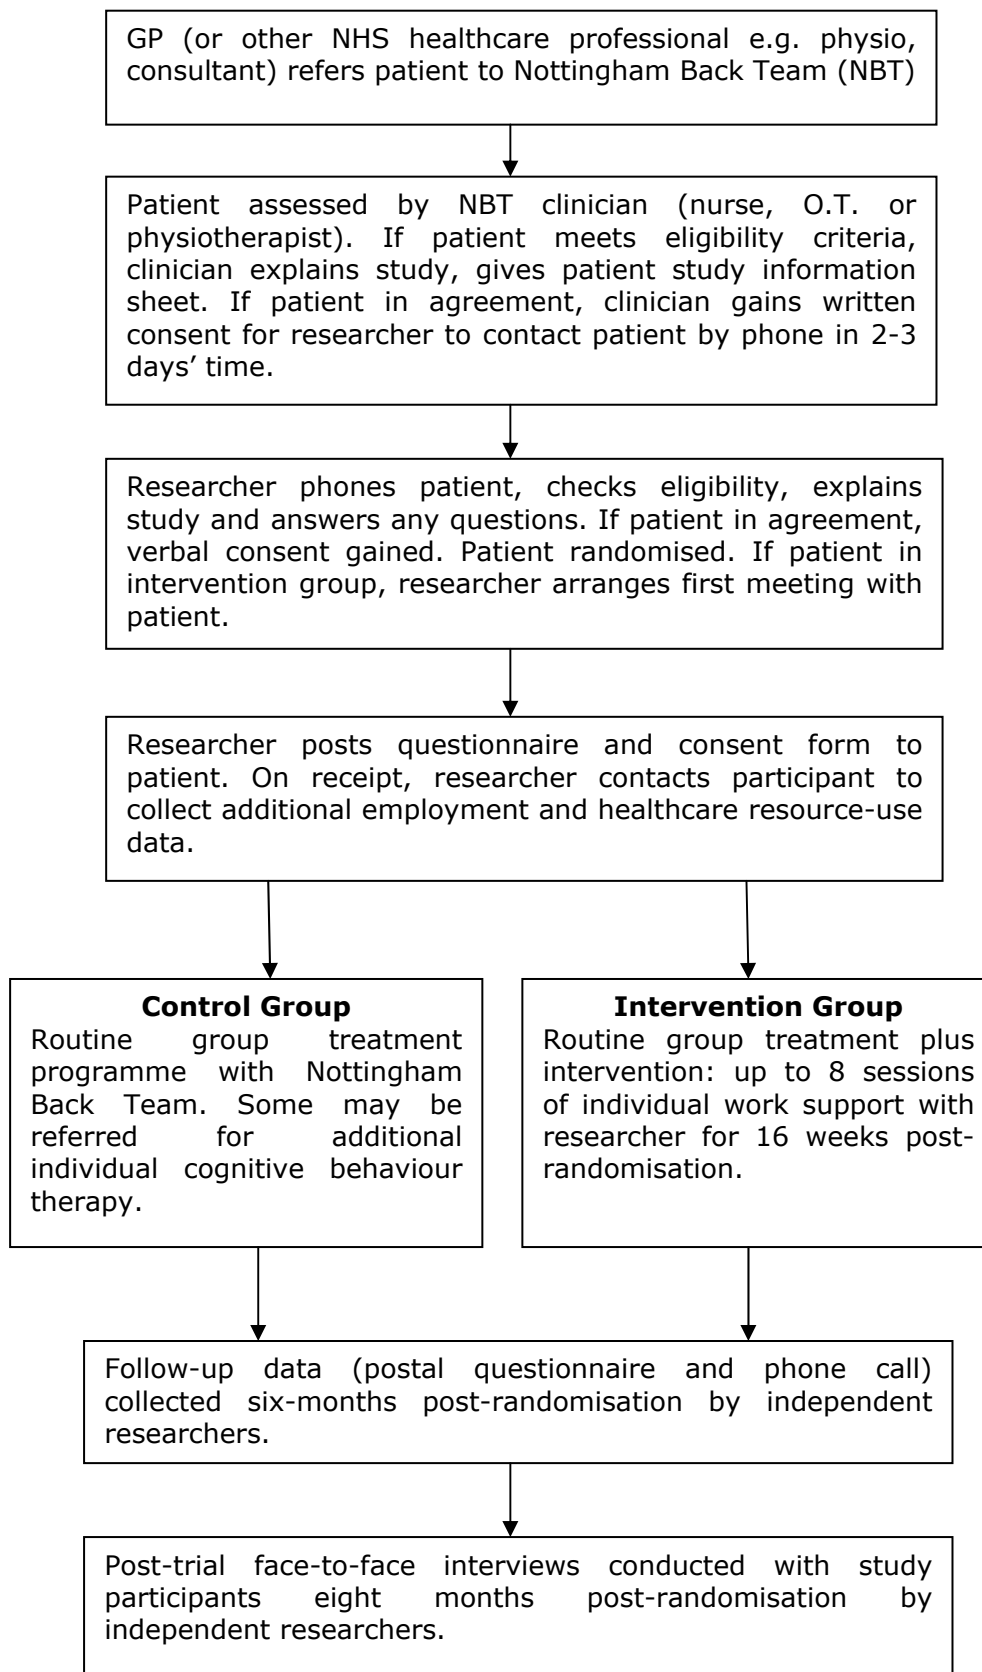 GP (or other NHS healthcare professional e.g. physio,
consultant) refers patient to Nottingham Back Team (NBT)
Patient assessed by NBT clinician (nurse, O.T. or
physiotherapist). If patient meets eligibility criteria,
clinician explains study, gives patient study information
sheet. If patient in agreement, clinician gains written
consent for researcher to contact patient by phone in 2-3
days’ time.
Researcher phones patient, checks eligibility, explains
study and answers any questions. If patient in agreement,
verbal consent gained. Patient randomised. If patient in
intervention group, researcher arranges first meeting with
patient.
Researcher posts questionnaire and consent form to
patient. On receipt, researcher contacts participant to
collect additional employment and healthcare resource-use
data.
Control Group
Routine group treatment
programme with Nottingham
Back Team. Some may be
referred for additional
individual cognitive behaviour
therapy.
Intervention Group
Routine group treatment plus
intervention: up to 8 sessions
of individual work support with
researcher for 16 weeks post-
randomisation.
Follow-up data (postal questionnaire and phone call)
collected six-months post-randomisation by independent
researchers.
Post-trial face-to-face interviews conducted with study
participants eight months post-randomisation by
independent researchers.